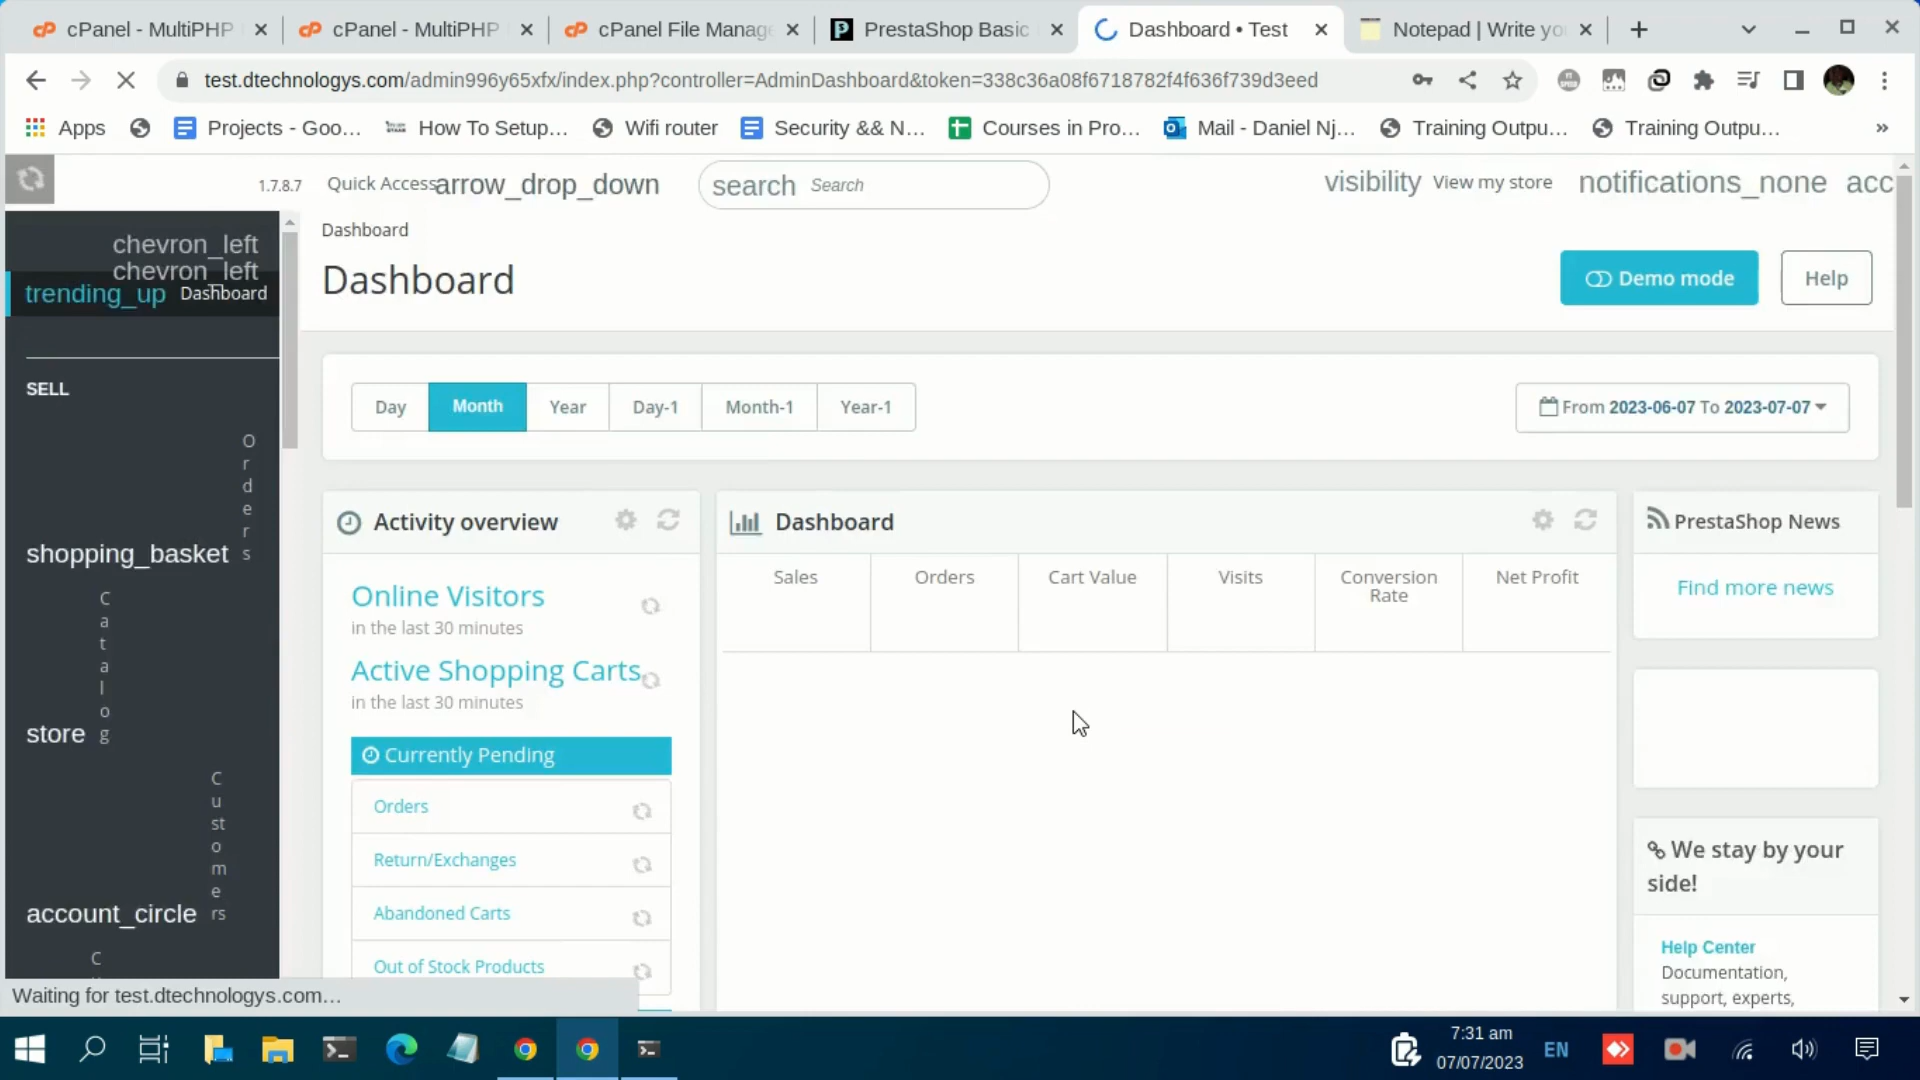 cPanel - MultiPHP
cPanel - MultiPHP
cPanel File Manage
PrestaShop Basic
Dashboard • Test
Notepad | Write yo
test.dtechnologys.com/admin996y65xfx/index.php?controller=AdminDashboard&token=338c36a08f6718782f4f636f739d3eed
Apps
Projects - Goo...
How To Setup...
Wifi router
Security && N...
Courses in Pro...
Mail - Daniel Nj...
Training Outpu...
Training Outpu...
»
1.7.8.7
Quick Access
arrow_drop_down
search
Search
visibility
View my store
notifications_none
acc
chevron_left
chevron_left
trending_up
Dashboard
SELL
Orders
shopping_basket
Catalog
store
Customers
account_circle
C
Dashboard
Dashboard
Demo mode
Help
Day
Month
Year
Day-1
Month-1
Year-1
From 2023-06-07 To 2023-07-07
Activity overview
Online Visitors
in the last 30 minutes
Active Shopping Carts
in the last 30 minutes
Currently Pending
Orders
Return/Exchanges
Abandoned Carts
Out of Stock Products
Dashboard
Sales
Orders
Cart Value
Visits
Conversion
Rate
Net Profit
PrestaShop News
Find more news
We stay by your
side!
Help Center
Documentation,
support, experts,
Waiting for test.dtechnologys.com...
7:31 am
07/07/2023
EN